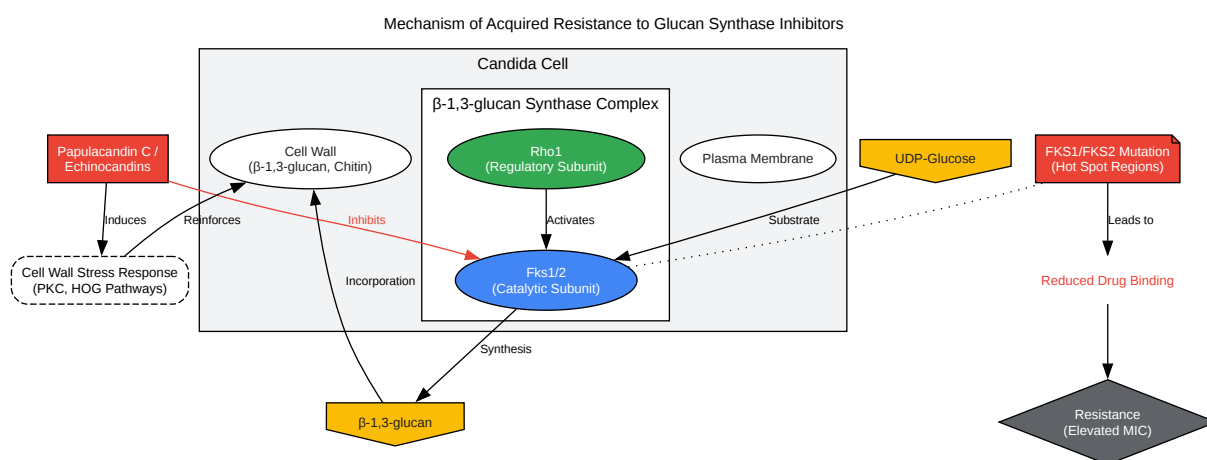 Mechanism of Acquired Resistance to Glucan Synthase Inhibitors
Candida Cell
β-1,3-glucan Synthase Complex
Papulacandin C /
Echinocandins
Cell Wall
(β-1,3-glucan, Chitin)
Rho1
(Regulatory Subunit)
Plasma Membrane
UDP-Glucose
FKS1/FKS2 Mutation
(Hot Spot Regions)
Induces
Reinforces
Inhibits
Activates
Substrate
Leads to
Cell Wall Stress Response
(PKC, HOG Pathways)
Incorporation
Fks1/2
(Catalytic Subunit)
Reduced Drug Binding
Synthesis
β-1,3-glucan
Resistance
(Elevated MIC)